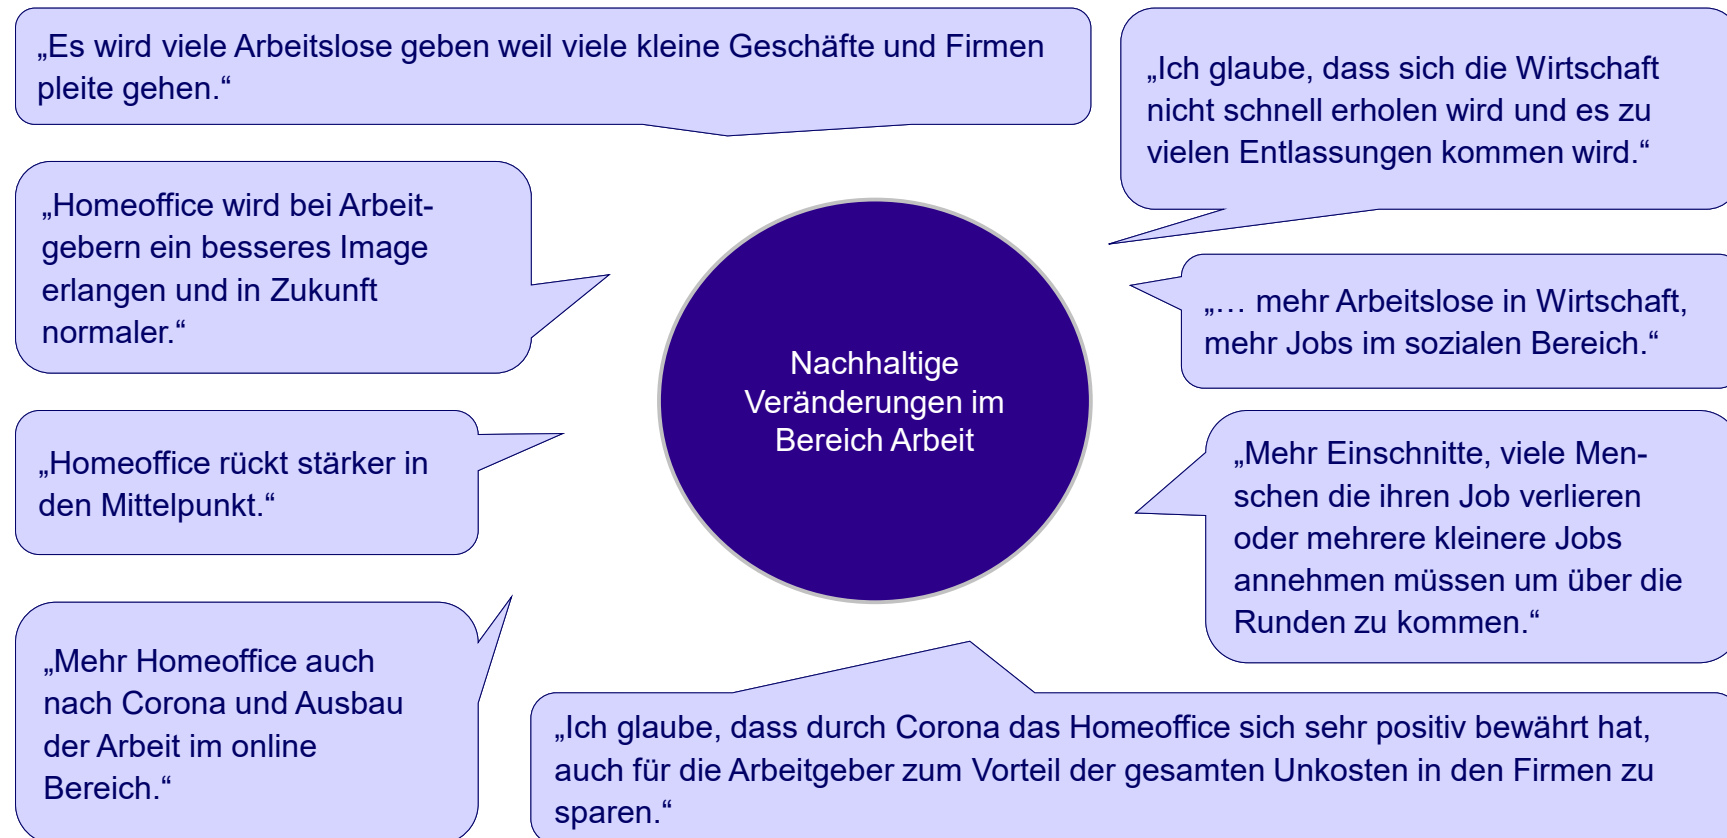 „Es wird viele Arbeitslose geben weil viele kleine Geschäfte und Firmen
pleite gehen.“
„Ich glaube, dass sich die Wirtschaft
nicht schnell erholen wird und es zu
vielen Entlassungen kommen wird.“
„Homeoffice wird bei Arbeit-
gebern ein besseres Image
erlangen und in Zukunft
normaler.“
„… mehr Arbeitslose in Wirtschaft,
mehr Jobs im sozialen Bereich.“
Nachhaltige
Veränderungen im
Bereich Arbeit
„Homeoffice rückt stärker in
den Mittelpunkt.“
„Mehr Einschnitte, viele Men-
schen die ihren Job verlieren
oder mehrere kleinere Jobs
annehmen müssen um über die
Runden zu kommen.“
„Mehr Homeoffice auch
nach Corona und Ausbau
der Arbeit im online
Bereich.“
„Ich glaube, dass durch Corona das Homeoffice sich sehr positiv bewährt hat,
auch für die Arbeitgeber zum Vorteil der gesamten Unkosten in den Firmen zu
sparen.“